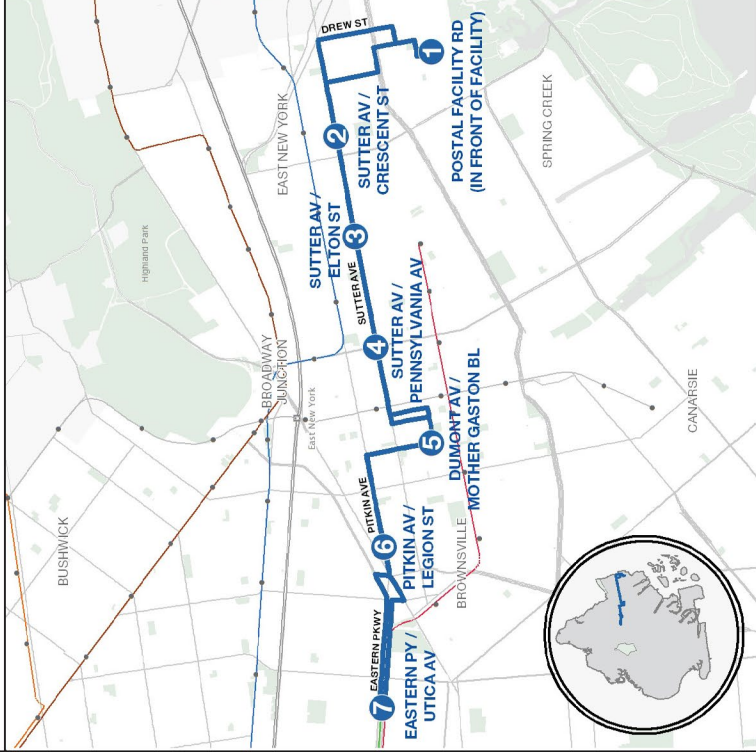 BUSHWICK
Highland Park
BROADWAY
JUNCTION
East New York
EAST NEW YORK
DREW ST
1
POSTAL FACILITY RD
(IN FRONT OF FACILITY)
2
SUTTER AV /
CRESCENT ST
SUTTER AV /
ELTON ST
3
SUTTER AVE
4
SUTTER AV /
PENNSYLVANIA AV
5
DUMONT AV /
MOTHER GASTON BL
PITKIN AVE
6
PITKIN AV /
LEGION ST
EASTERN PKWY
7
EASTERN PY /
UTICA AV
BROWNSVILLE
CANARSIE
SPRING CREEK